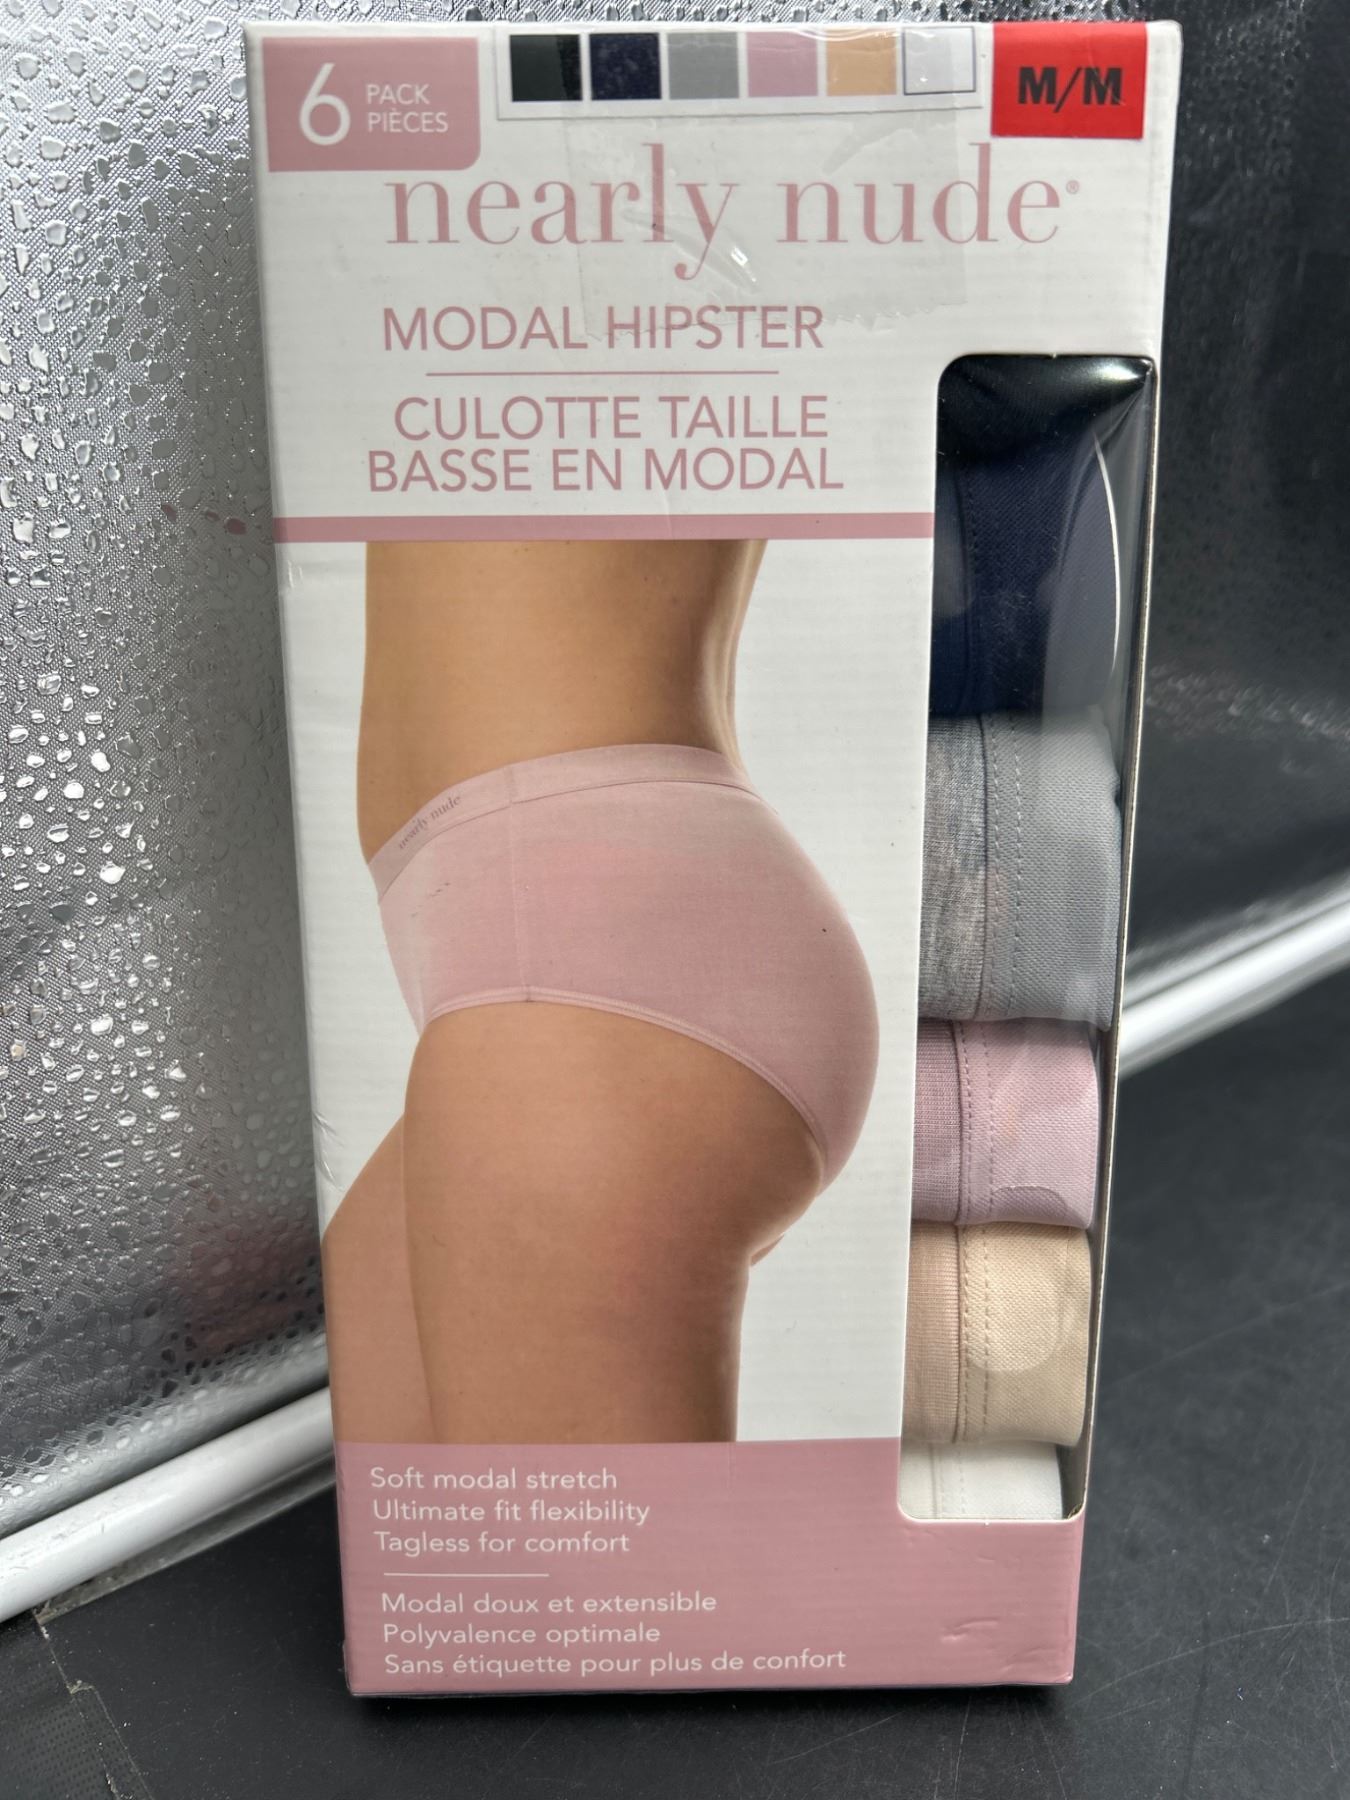 6 PACK
PIÈCES
M/M
nearly nude®
MODAL HIPSTER
CULOTTE TAILLE
BASSE EN MODAL
nearly nude
Soft modal stretch
Ultimate fit flexibility
Tagless for comfort
Modal doux et extensible
Polyvalence optimale
Sans étiquette pour plus de confort